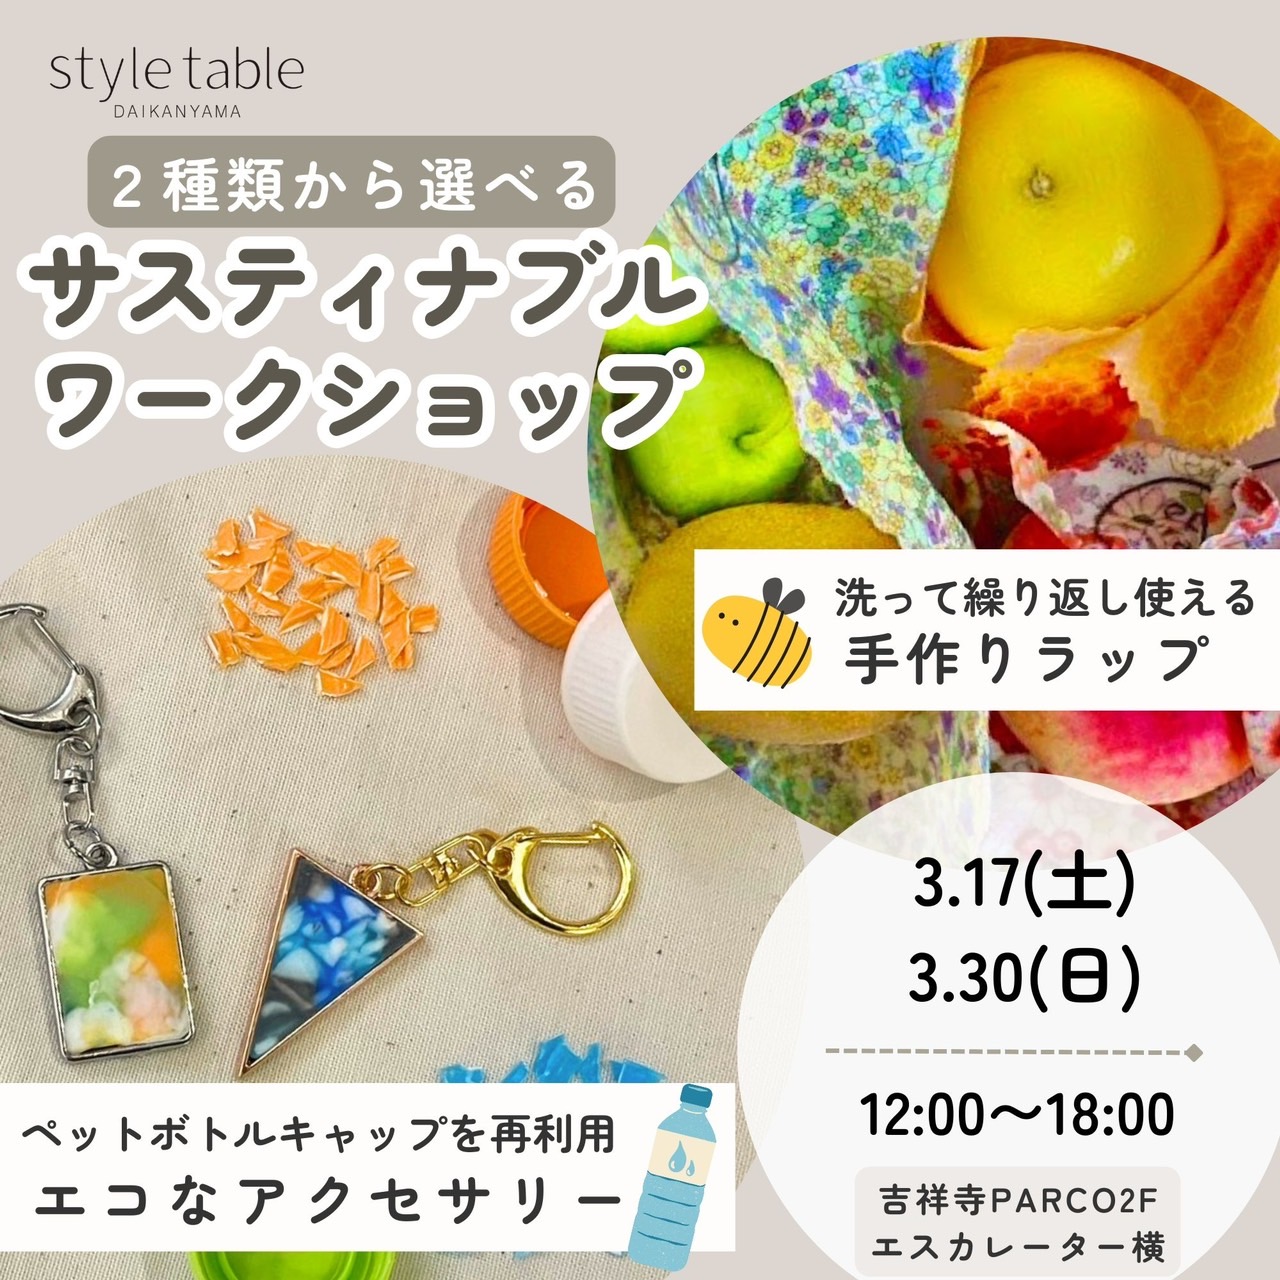 style table
DAIKANYAMA
2種類から選べる
サスティナブル
ワークショップ
洗って繰り返し使える
手作りラップ
3.17(土)
3.30(日)
12:00〜18:00
吉祥寺PARCO2F
エスカレーター横
ペットボトルキャップを再利用
エコなアクセサリー